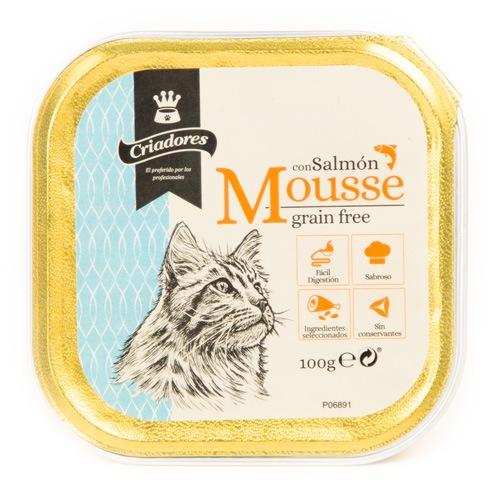 Criadores
El preferido por los
profesionales
con Salmón
Mousse
grain free
Fácil
Digestión
Sabroso
Ingredientes
seleccionados
Sin
conservantes
100g e
P06891